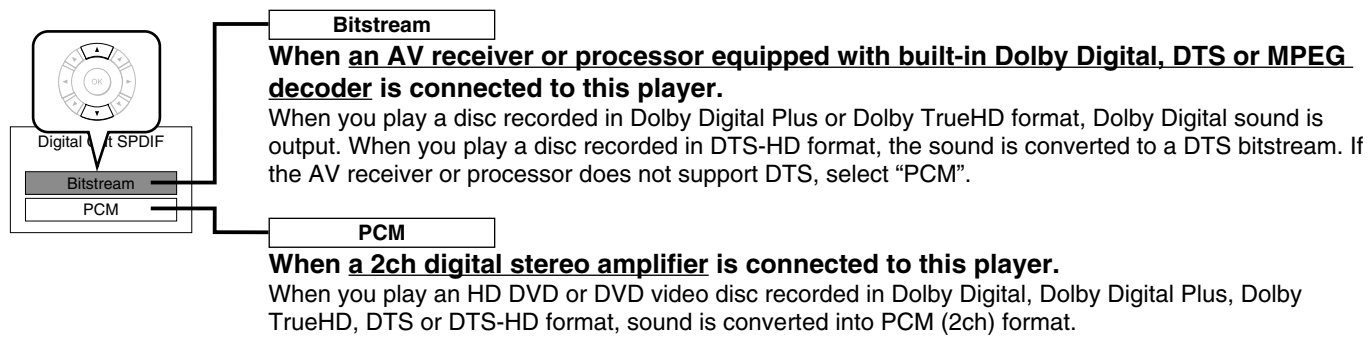 Bitstream
When an AV receiver or processor equipped with built-in Dolby Digital, DTS or MPEG
decoder is connected to this player.
When you play a disc recorded in Dolby Digital Plus or Dolby TrueHD format, Dolby Digital sound is
output. When you play a disc recorded in DTS-HD format, the sound is converted to a DTS bitstream. If
the AV receiver or processor does not support DTS, select “PCM”.
OK
Digital SPDIF
Bitstream
PCM
PCM
When a 2ch digital stereo amplifier is connected to this player.
When you play an HD DVD or DVD video disc recorded in Dolby Digital, Dolby Digital Plus, Dolby
TrueHD, DTS or DTS-HD format, sound is converted into PCM (2ch) format.